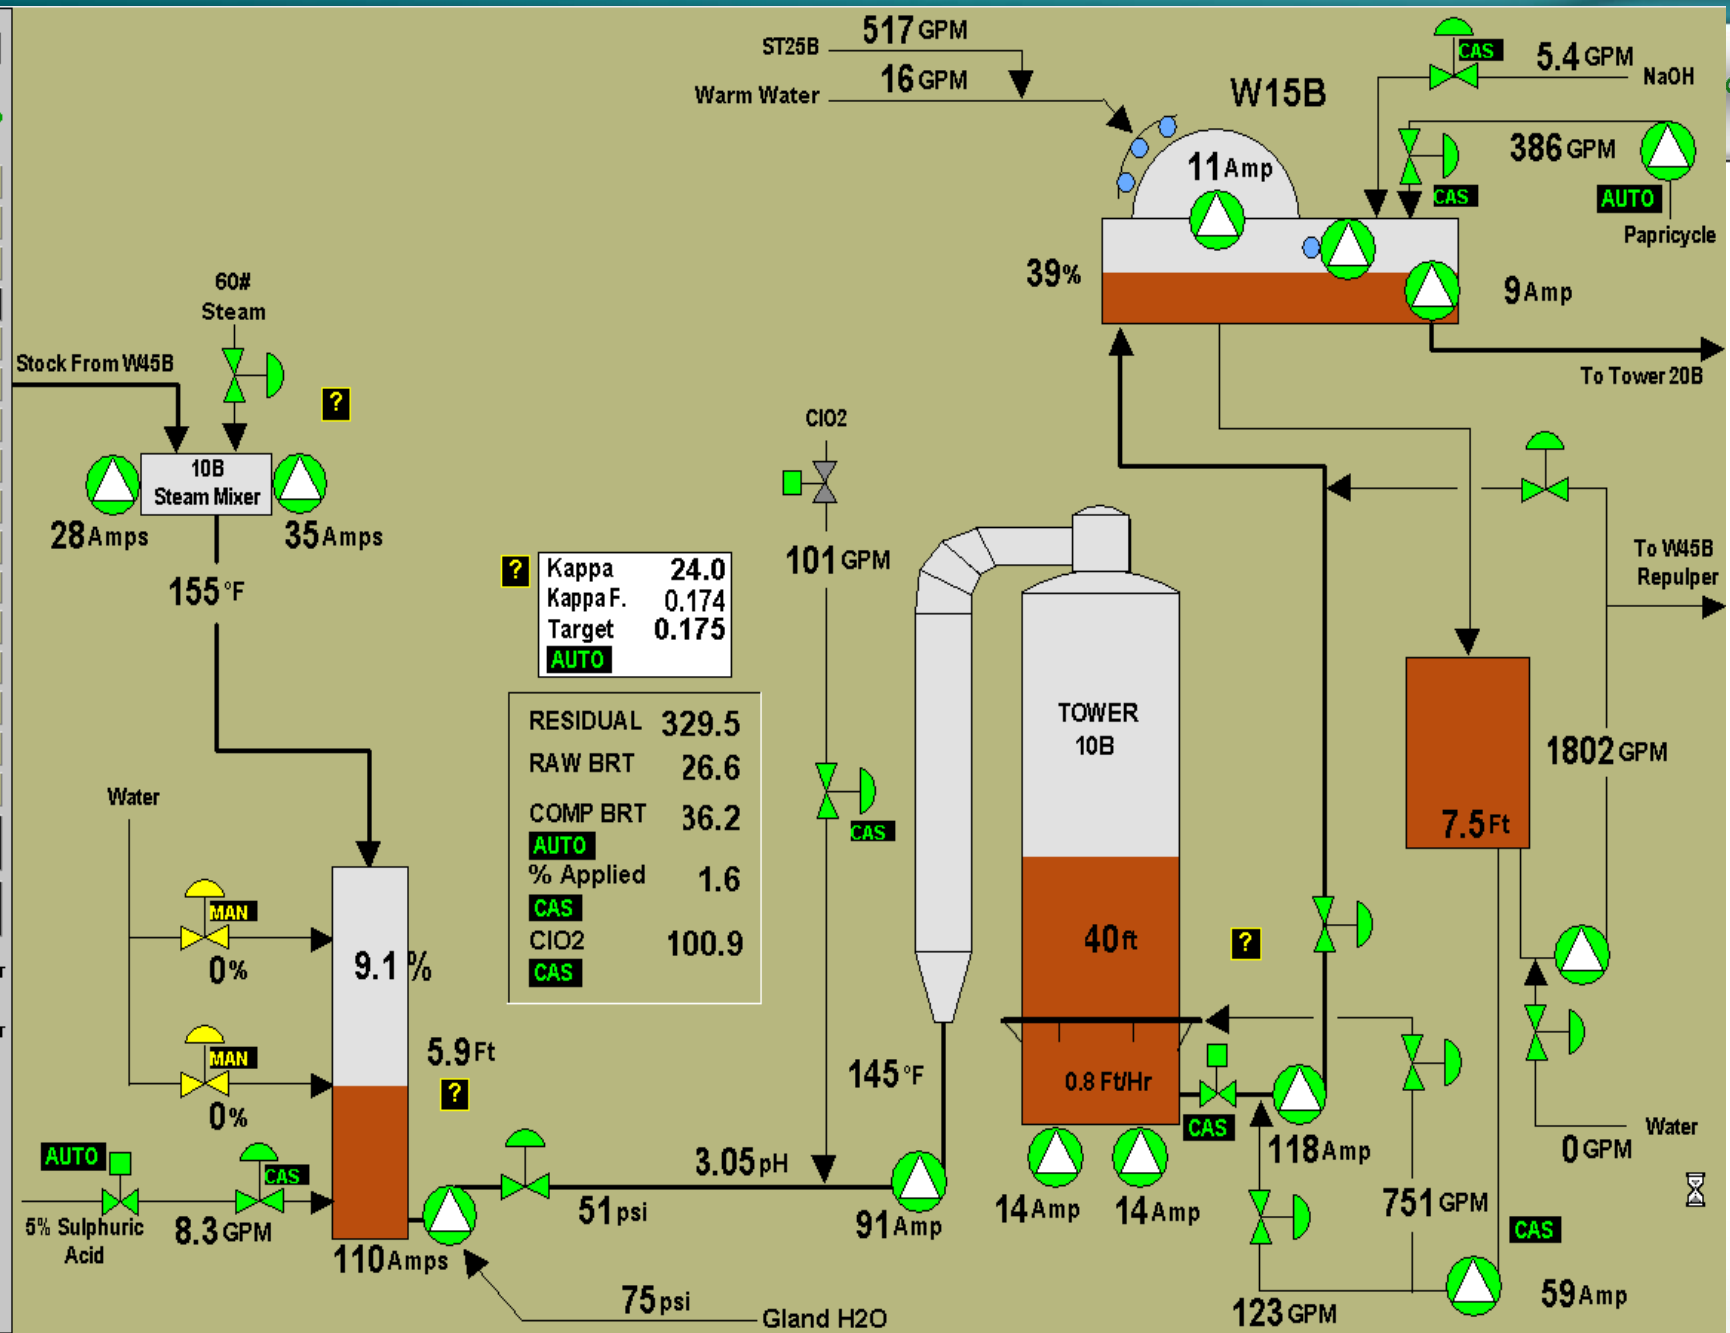 ST25B
517 GPM
Warm Water
16 GPM
W15B
CAS
5.4 GPM
NaOH
386 GPM
CAS
AUTO
Papricycle
11 Amp
39%
9 Amp
To Tower 20B
60#
Steam
Stock From W45B
?
10B
Steam Mixer
28 Amps
35 Amps
155 °F
ClO2
101 GPM
?
Kappa 24.0
Kappa F. 0.174
Target 0.175
AUTO
RESIDUAL 329.5
RAW BRT 26.6
COMP BRT 36.2
AUTO
% Applied 1.6
CAS
ClO2 100.9
CAS
CAS
TOWER
10B
40 ft
?
0.8 Ft/Hr
145 °F
To W45B
Repulper
1802 GPM
7.5 Ft
Water
MAN
0%
9.1 %
MAN
0%
5.9 Ft
?
AUTO
CAS
5% Sulphuric
Acid
8.3 GPM
110 Amps
3.05 pH
51 psi
75 psi
Gland H2O
91 Amp
14 Amp
14 Amp
CAS
118 Amp
0 GPM
Water
751 GPM
CAS
123 GPM
59 Amp